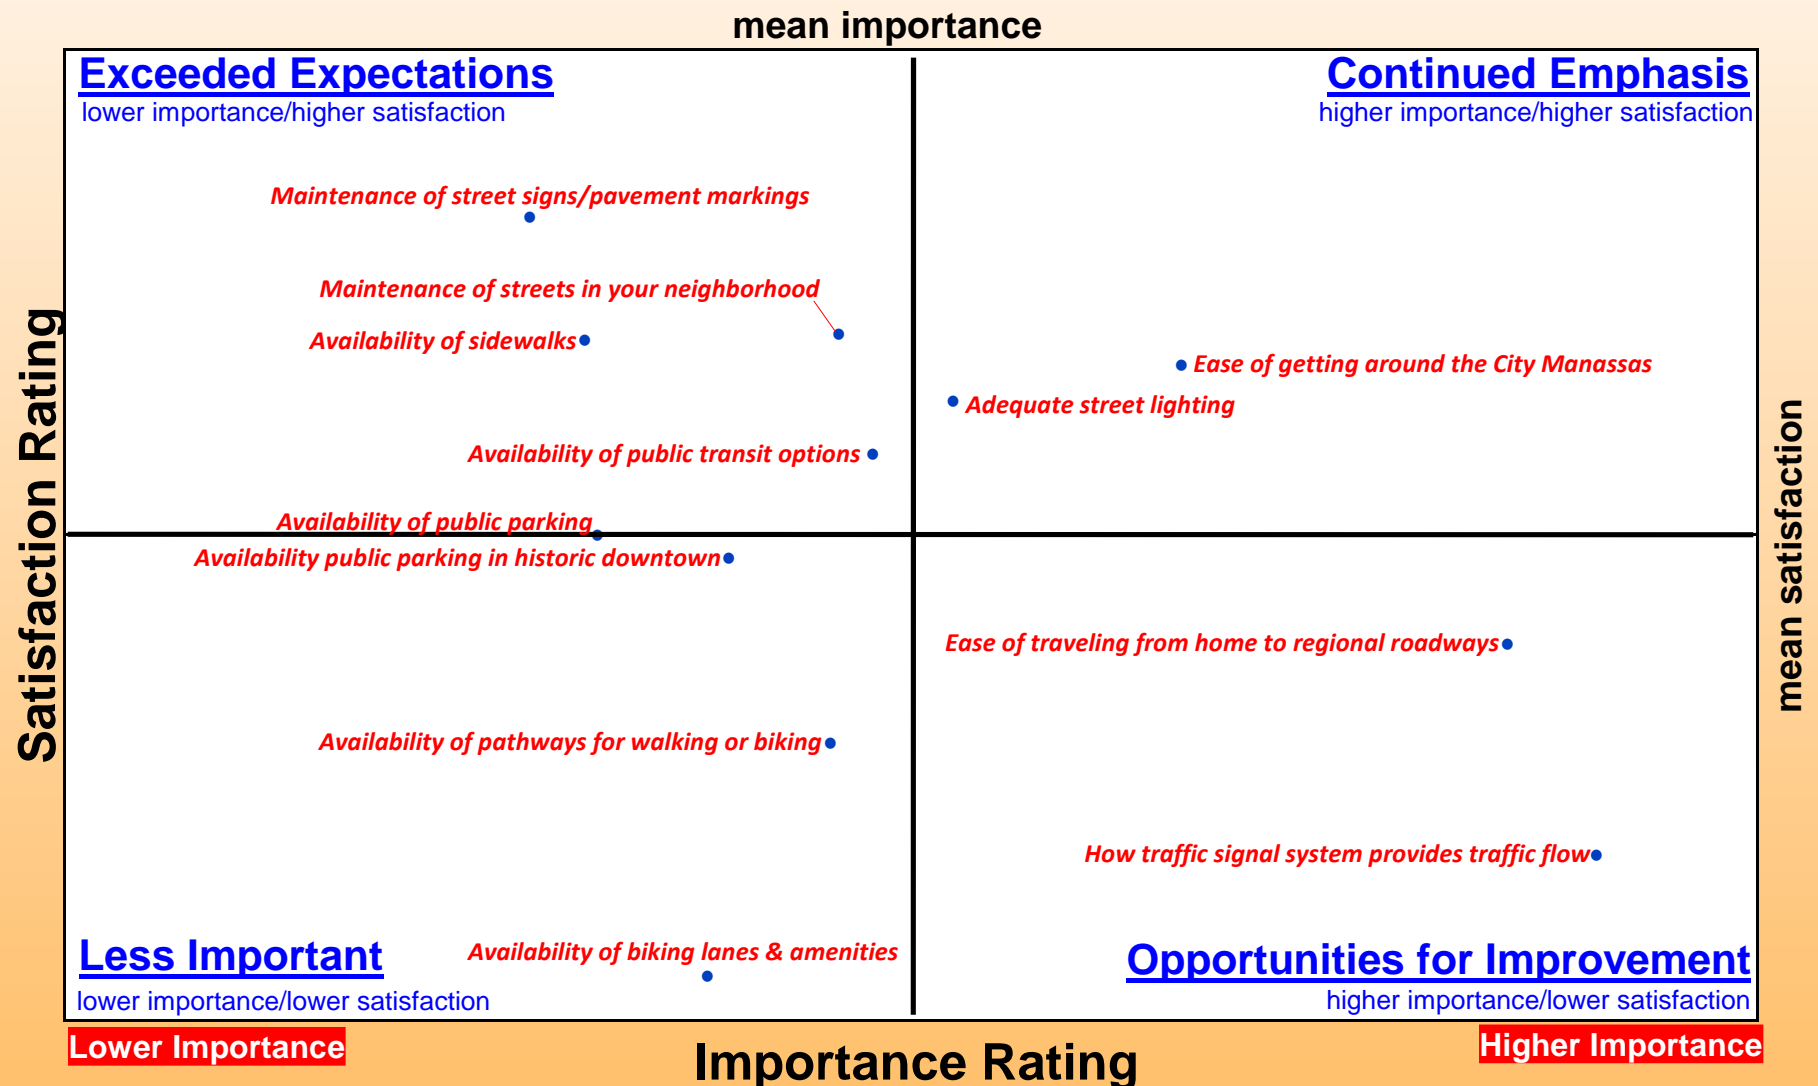 mean importance
Exceeded Expectations
lower importance/higher satisfaction
Continued Emphasis
higher importance/higher satisfaction
Maintenance of street signs/pavement markings
Maintenance of streets in your neighborhood
Availability of sidewalks
Ease of getting around the City Manassas
Adequate street lighting
Availability of public transit options
Availability of public parking
Availability public parking in historic downtown
Ease of traveling from home to regional roadways
Availability of pathways for walking or biking
How traffic signal system provides traffic flow
Availability of biking lanes & amenities
Less Important
lower importance/lower satisfaction
Opportunities for Improvement
higher importance/lower satisfaction
Satisfaction Rating
mean satisfaction
Lower Importance
Importance Rating
Higher Importance